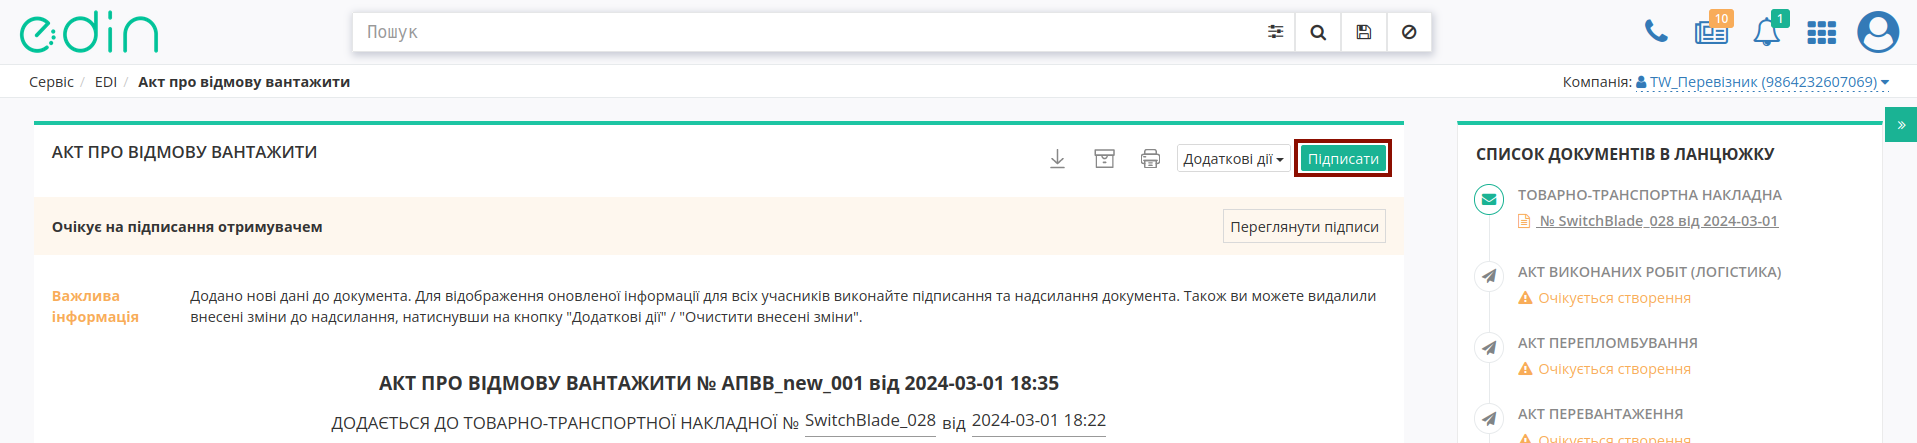 edin
Пошук
10
1
Сервіс / EDI / Акт про відмову вантажити
Компанія: TW_Перевізник (9864232607069)
АКТ ПРО ВІДМОВУ ВАНТАЖИТИ
Додаткові дії
Підписати
Очікує на підписання отримувачем
Переглянути підписи
Важлива
інформація
Додано нові дані до документа. Для відображення оновленої інформації для всіх учасників виконайте підписання та надсилання документа. Також ви можете видалили
внесені зміни до надсилання, натиснувши на кнопку "Додаткові дії" / "Очистити внесені зміни".
АКТ ПРО ВІДМОВУ ВАНТАЖИТИ № АПВВ_new_001 від 2024-03-01 18:35
ДОДАЄТЬСЯ ДО ТОВАРНО-ТРАНСПОРТНОЇ НАКЛАДНОЇ № SwitchBlade_028 від 2024-03-01 18:22
»
СПИСОК ДОКУМЕНТІВ В ЛАНЦЮЖКУ
ТОВАРНО-ТРАНСПОРТНА НАКЛАДНА
№ SwitchBlade_028 від 2024-03-01
АКТ ВИКОНАНИХ РОБІТ (ЛОГІСТИКА)
Очікується створення
АКТ ПЕРЕПЛОМБУВАННЯ
Очікується створення
АКТ ПЕРЕВАНТАЖЕННЯ
Очікується створення